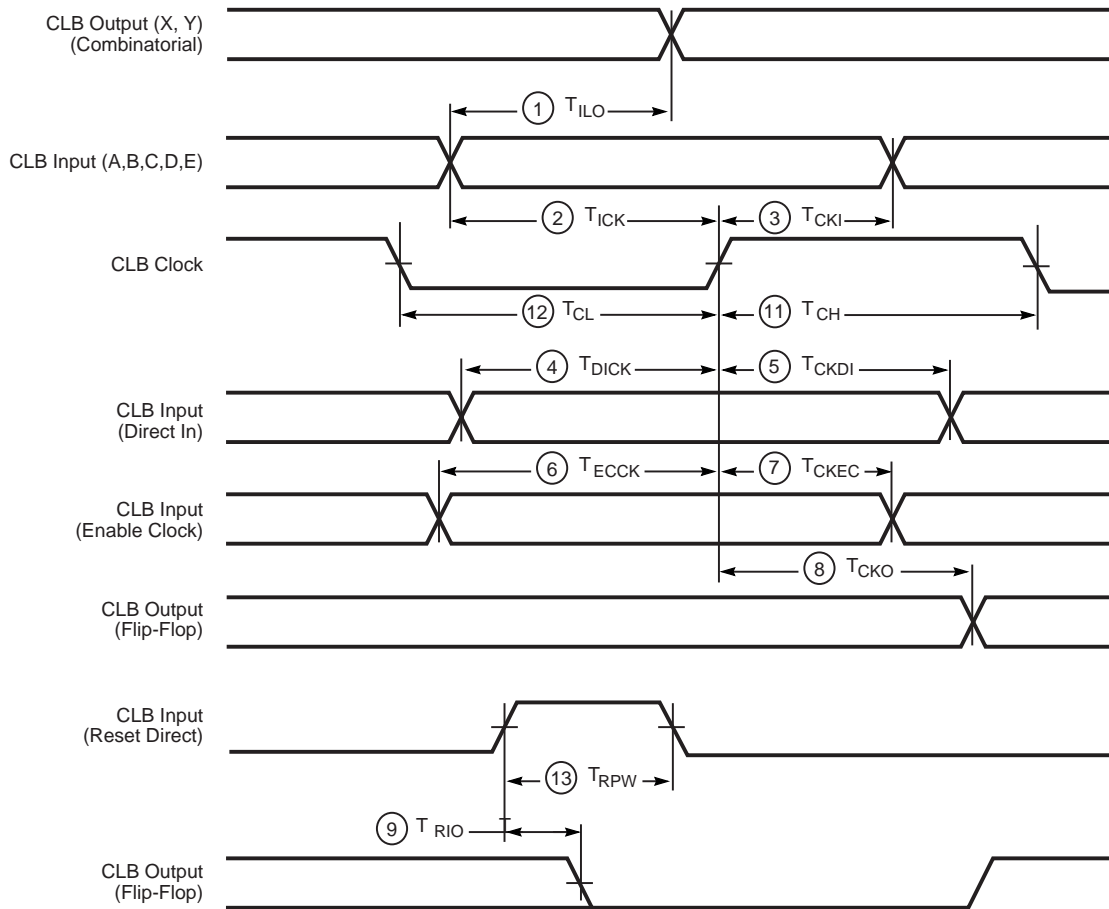 CLB Output (X, Y)
(Combinatorial)
1 TILO
CLB Input (A,B,C,D,E)
2 TICK
3 TCKI
CLB Clock
12 TCL
11 TCH
4 TDICK
5 TCKDI
CLB Input
(Direct In)
6 TECCK
7 TCKEC
CLB Input
(Enable Clock)
8 TCKO
CLB Output
(Flip-Flop)
CLB Input
(Reset Direct)
13 TRPW
9 T RIO
CLB Output
(Flip-Flop)